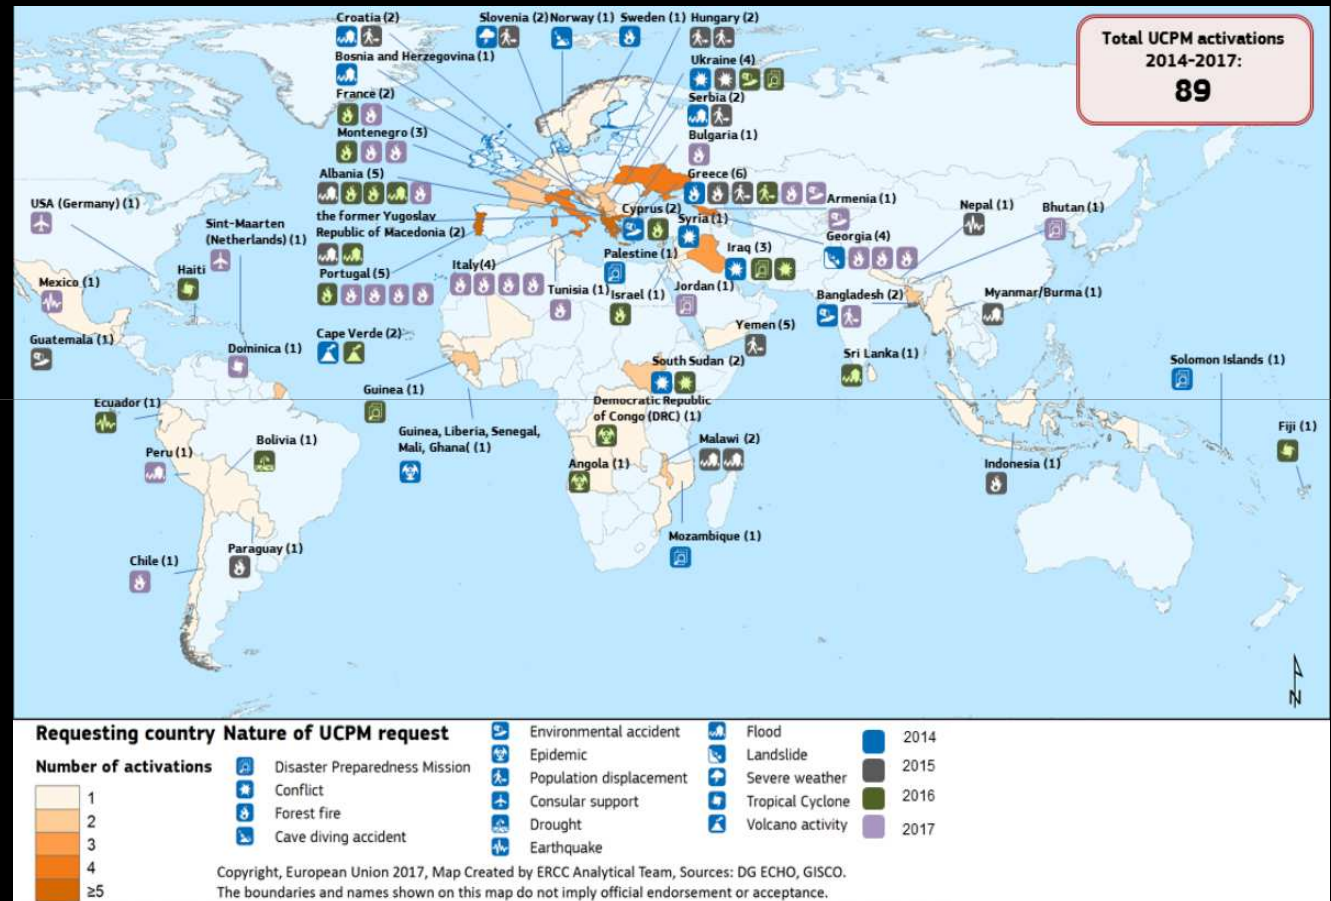 Croatia (2)
Slovenia (2)
Norway (1)
Sweden (1)
Hungary (2)
Total UCPM activations
2014-2017:
89
Bosnia and Herzegovina (1)
Ukraine (4)
France (2)
Serbia (2)
Montenegro (3)
Bulgaria (1)
Albania (5)
Greece (6)
Armenia (1)
USA (Germany) (1)
Sint-Maarten
(Netherlands) (1)
the former Yugoslav
Republic of Macedonia (2)
Cyprus (2)
Syria (1)
Nepal (1)
Bhutan (1)
Georgia (4)
Iraq (3)
Palestine (1)
Haiti
Portugal (5)
Italy(4)
Tunisia (1)
Israel (1)
Jordan (1)
Mexico (1)
Bangladesh (2)
Myanmar/Burma (1)
Guatemala (1)
Dominica (1)
Cape Verde (2)
Yemen (5)
Sri Lanka (1)
Solomon Islands (1)
South Sudan (2)
Guinea (1)
Ecuador (1)
Democratic Republic
of Congo (DRC) (1)
Fiji (1)
Guinea, Liberia, Senegal,
Mali, Ghana( (1)
Bolivia (1)
Malawi (2)
Peru (1)
Angola (1)
Indonesia (1)
Mozambique (1)
Paraguay (1)
Chile (1)
N
Requesting country
Number of activations
1
2
3
4
≥5
Nature of UCPM request
Disaster Preparedness Mission
Conflict
Forest fire
Cave diving accident
Environmental accident
Epidemic
Population displacement
Consular support
Drought
Earthquake
Flood
Landslide
Severe weather
Tropical Cyclone
Volcano activity
2014
2015
2016
2017
Copyright, European Union 2017, Map Created by ERCC Analytical Team, Sources: DG ECHO, GISCO.
The boundaries and names shown on this map do not imply official endorsement or acceptance.